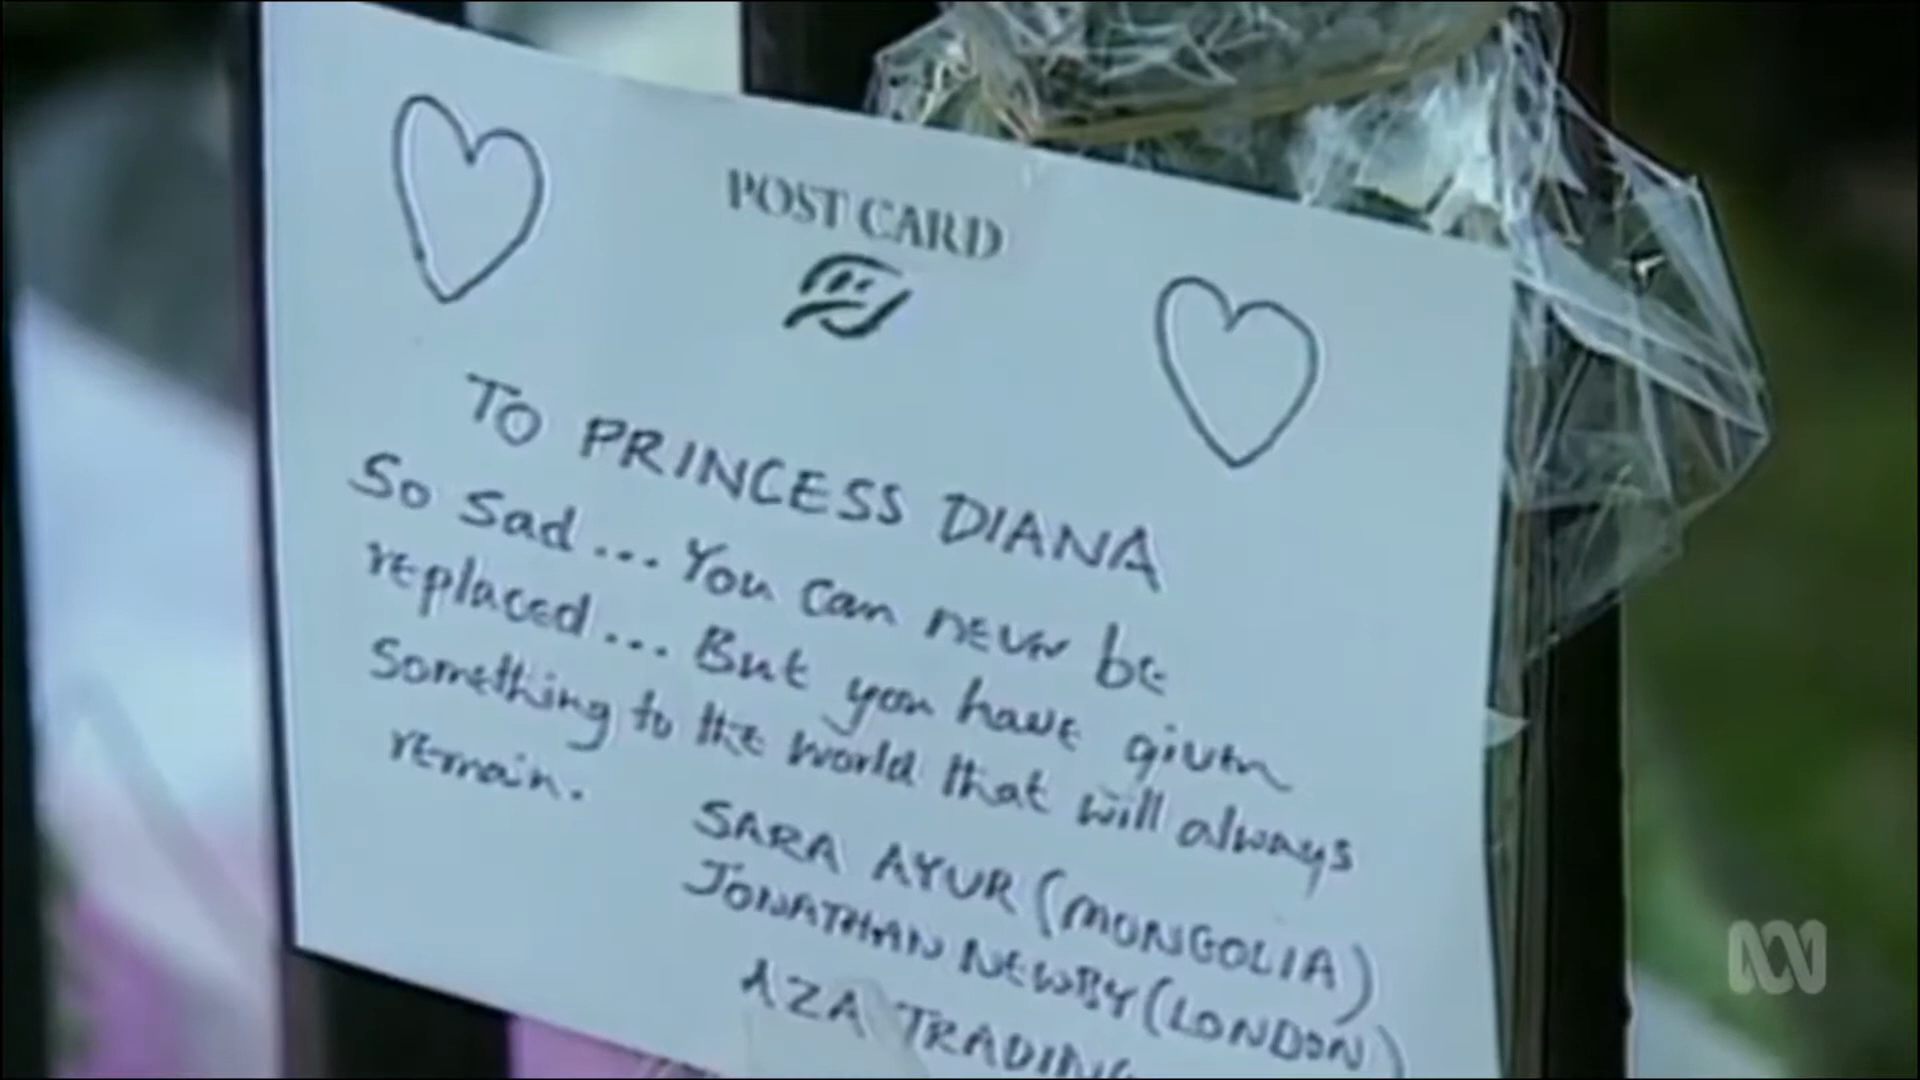 POST CARD
TO PRINCESS DIANA
So Sad... You can never be
replaced... But you have given
Something to the world that will always
remain.
SARA AYUR (MONGOLIA)
JONATHAN NEWBY (LONDON)
AZA TRADING